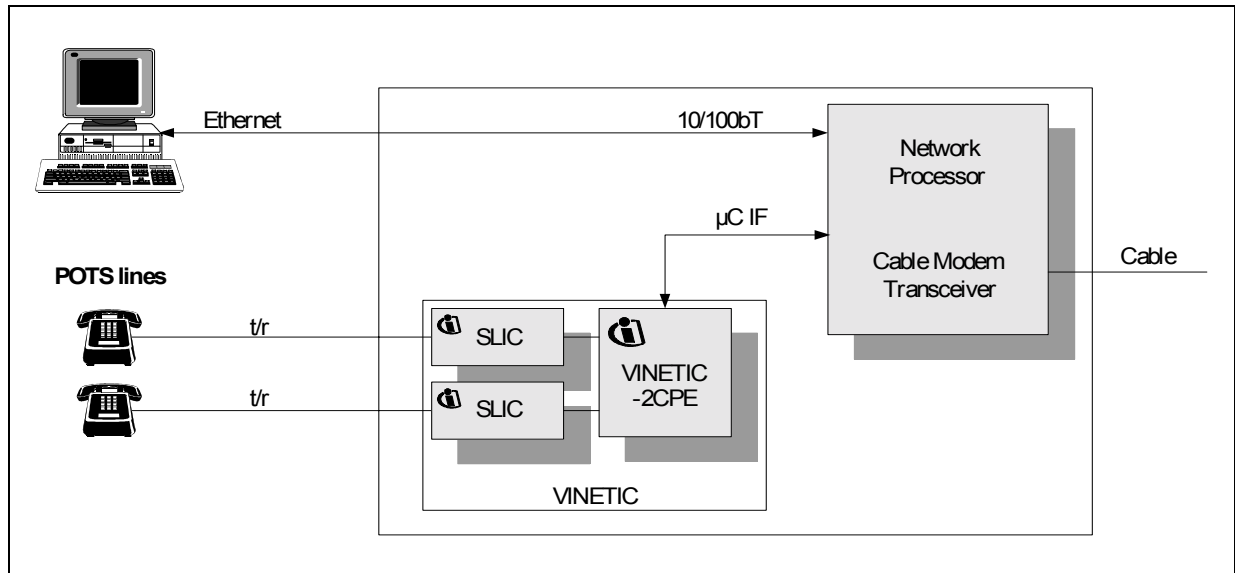 Ethernet
10/100bT
Network
Processor
µC IF
Cable Modem
Transceiver
Cable
POTS lines
t/r
SLIC
VINETIC
-2CPE
t/r
SLIC
VINETIC